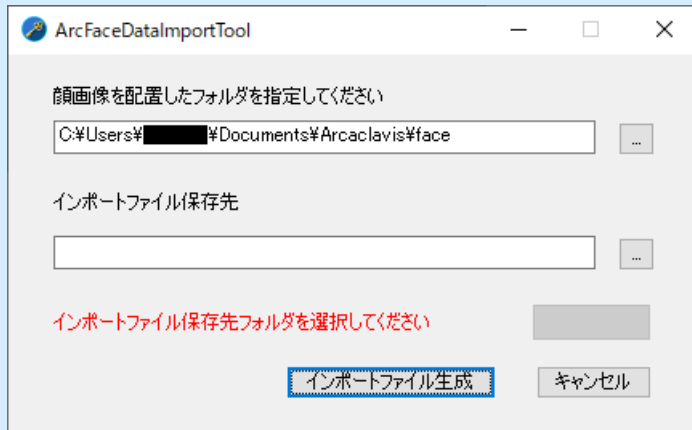 ArcFaceDataImportTool
顔画像を配置したフォルダを指定してください
C:¥Users¥ ¥Documents¥Arcaclavis¥face
...
インポートファイル保存先
...
インポートファイル保存先フォルダを選択してください
インポートファイル生成 キャンセル